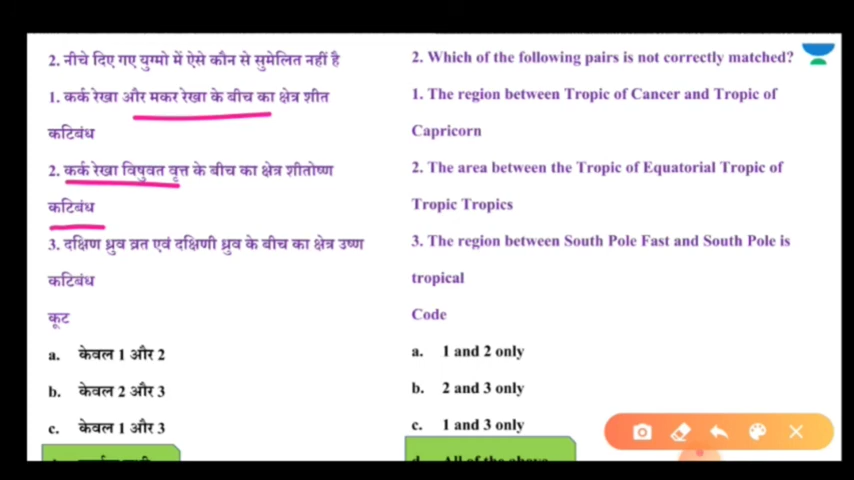 2. नीचे दिए गए युग्मो में ऐसे कौन से सुमेलित नहीं है
1. कर्क रेखा और मकर रेखा के बीच का क्षेत्र शीत
कटिबंध
2. कर्क रेखा विषुवत वृत्त के बीच का क्षेत्र शीतोष्ण
कटिबंध
3. दक्षिण ध्रुव व्रत एवं दक्षिणी ध्रुव के बीच का क्षेत्र उष्ण
कटिबंध
कूट
a. केवल 1 और 2
b. केवल 2 और 3
c. केवल 1 और 3
2. Which of the following pairs is not correctly matched?
1. The region between Tropic of Cancer and Tropic of
Capricorn
2. The area between the Tropic of Equatorial Tropic of
Tropic Tropics
3. The region between South Pole Fast and South Pole is
tropical
Code
a. 1 and 2 only
b. 2 and 3 only
c. 1 and 3 only
d. All of the above